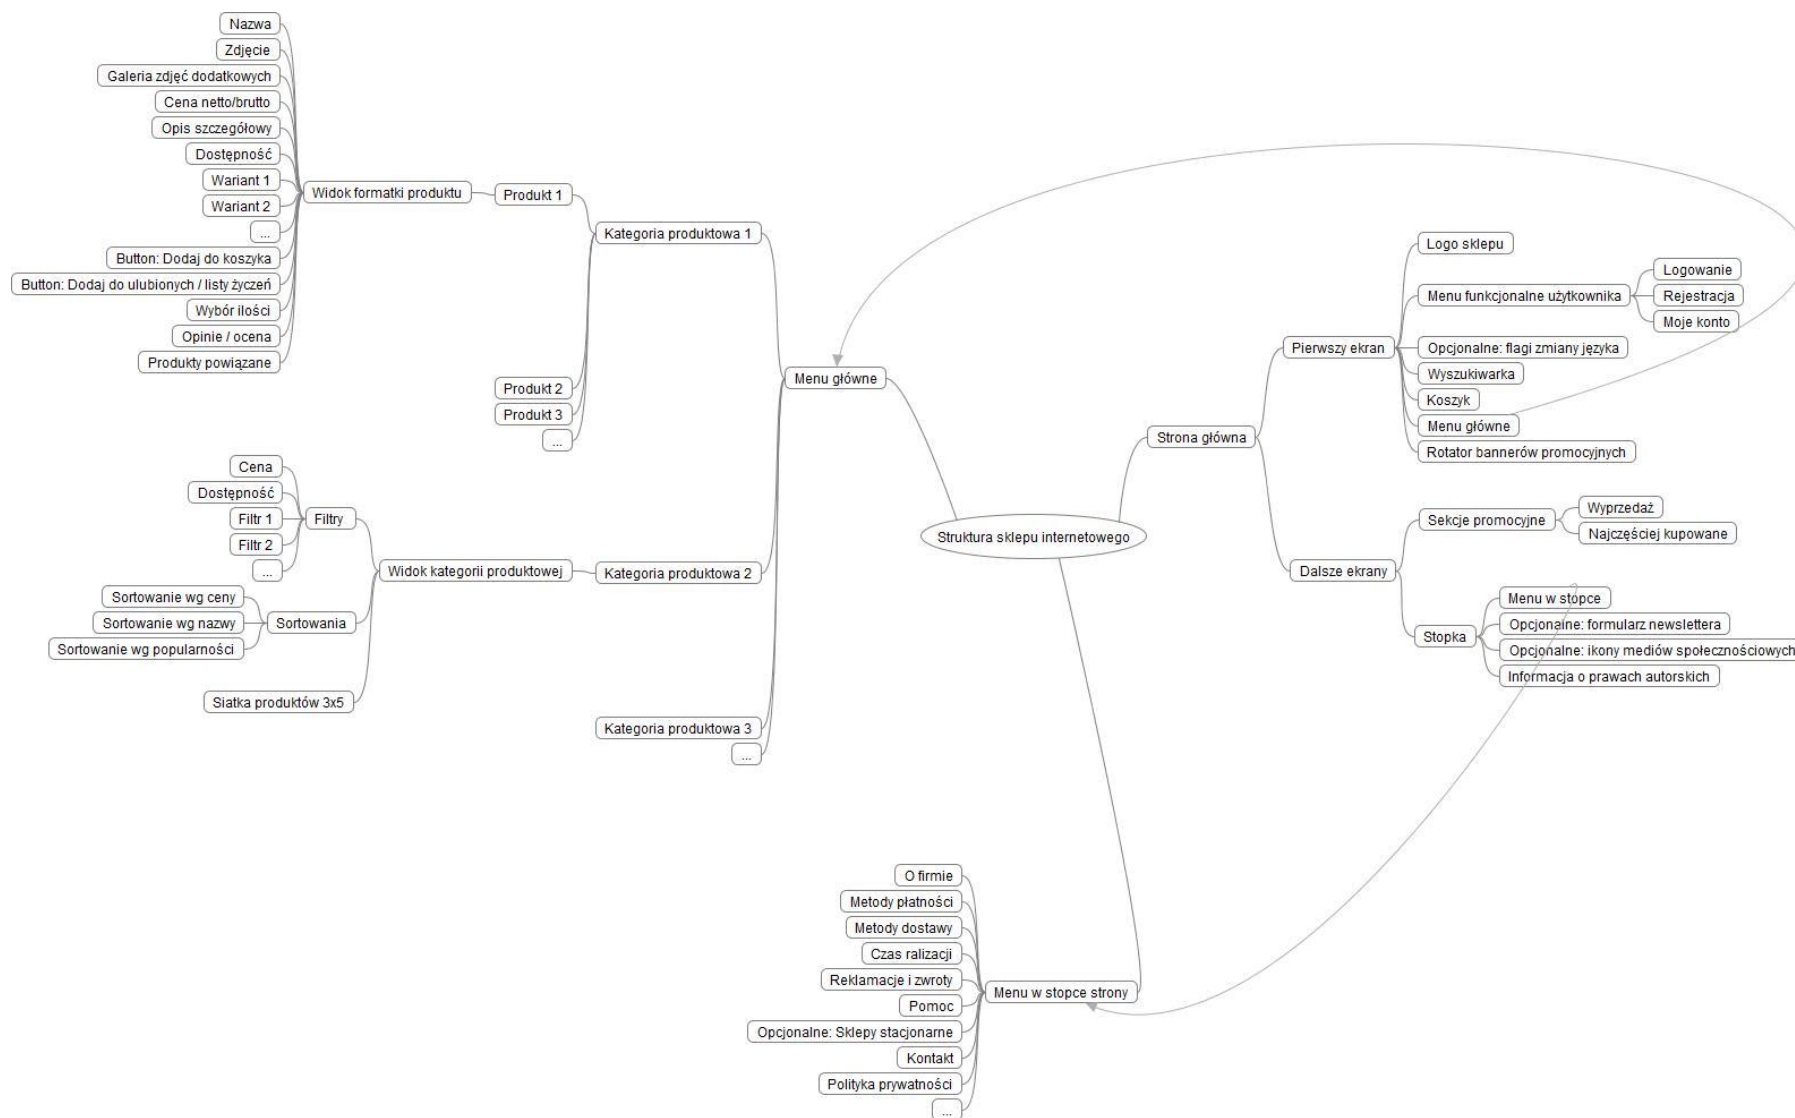 Nazwa
Zdjęcie
Galeria zdjęć dodatkowych
Cena netto/brutto
Opis szczegółowy
Dostępność
Wariant 1
Wariant 2
...
Button: Dodaj do koszyka
Button: Dodaj do ulubionych / listy życzeń
Wybór ilości
Opinie / ocena
Produkty powiązane
Widok formatki produktu
Produkt 1
Produkt 2
Produkt 3
...
Kategoria produktowa 1
Cena
Dostępność
Filtr 1
Filtr 2
...
Filtry
Sortowanie wg ceny
Sortowanie wg nazwy
Sortowanie wg popularności
Sortowania
Siatka produktów 3x5
Widok kategorii produktowej
Kategoria produktowa 2
Kategoria produktowa 3
...
Menu główne
Struktura sklepu internetowego
Strona główna
Pierwszy ekran
Logo sklepu
Menu funkcjonalne użytkownika
Logowanie
Rejestracja
Moje konto
Opcjonalne: flagi zmiany języka
Wyszukiwarka
Koszyk
Menu główne
Rotator bannerów promocyjnych
Dalsze ekrany
Sekcje promocyjne
Wyprzedaż
Najczęściej kupowane
Stopka
Menu w stopce
Opcjonalne: formularz newslettera
Opcjonalne: ikony mediów społecznościowych
Informacja o prawach autorskich
O firmie
Metody płatności
Metody dostawy
Czas ralizacji
Reklamacje i zwroty
Pomoc
Opcjonalne: Sklepy stacjonarne
Kontakt
Polityka prywatności
...
Menu w stopce strony